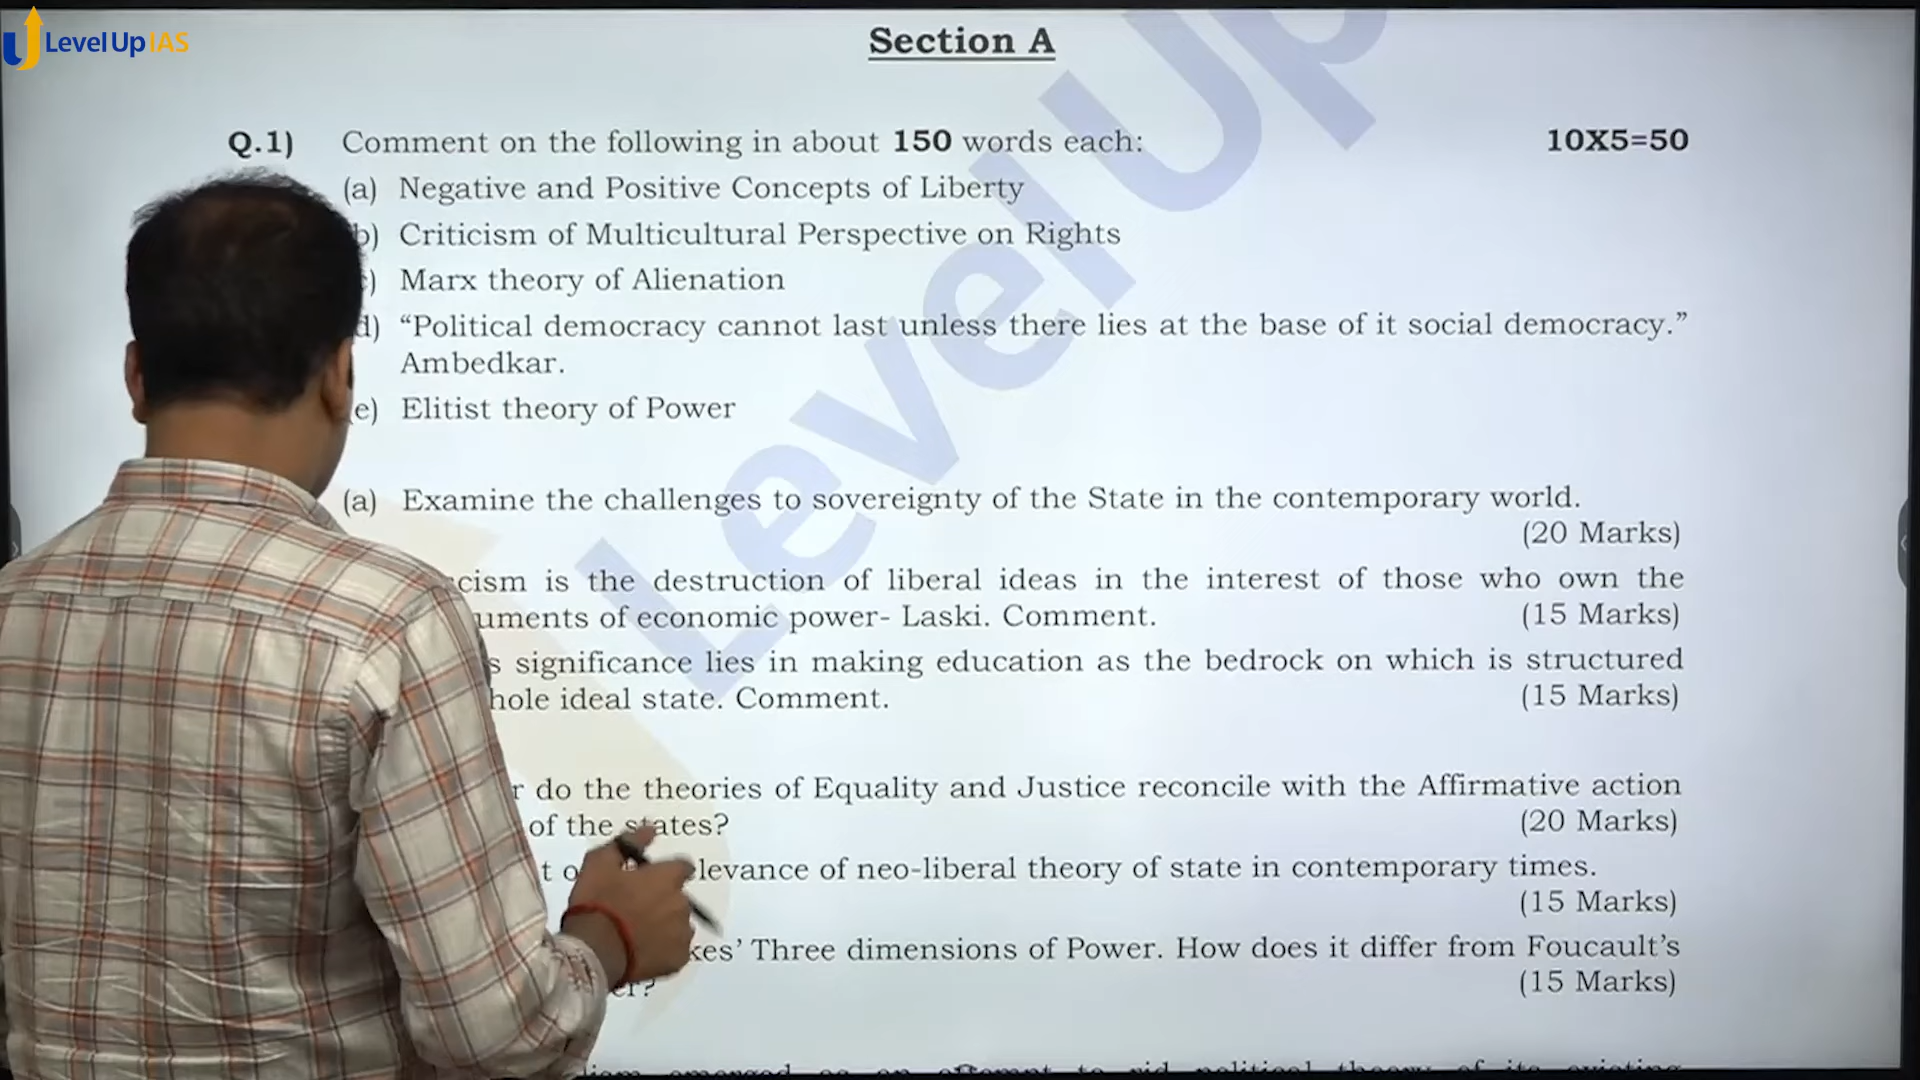 Level Up IAS
Section A
Q.1) Comment on the following in about 150 words each: 10X5=50
(a) Negative and Positive Concepts of Liberty
b) Criticism of Multicultural Perspective on Rights
) Marx theory of Alienation
d) “Political democracy cannot last unless there lies at the base of it social democracy.”
Ambedkar.
(e) Elitist theory of Power
(a) Examine the challenges to sovereignty of the State in the contemporary world.
(20 Marks)
cism is the destruction of liberal ideas in the interest of those who own the
uments of economic power- Laski. Comment. (15 Marks)
s significance lies in making education as the bedrock on which is structured
hole ideal state. Comment. (15 Marks)
r do the theories of Equality and Justice reconcile with the Affirmative action
of the states? (20 Marks)
levance of neo-liberal theory of state in contemporary times.
(15 Marks)
kes’ Three dimensions of Power. How does it differ from Foucault’s
(15 Marks)
Level Up